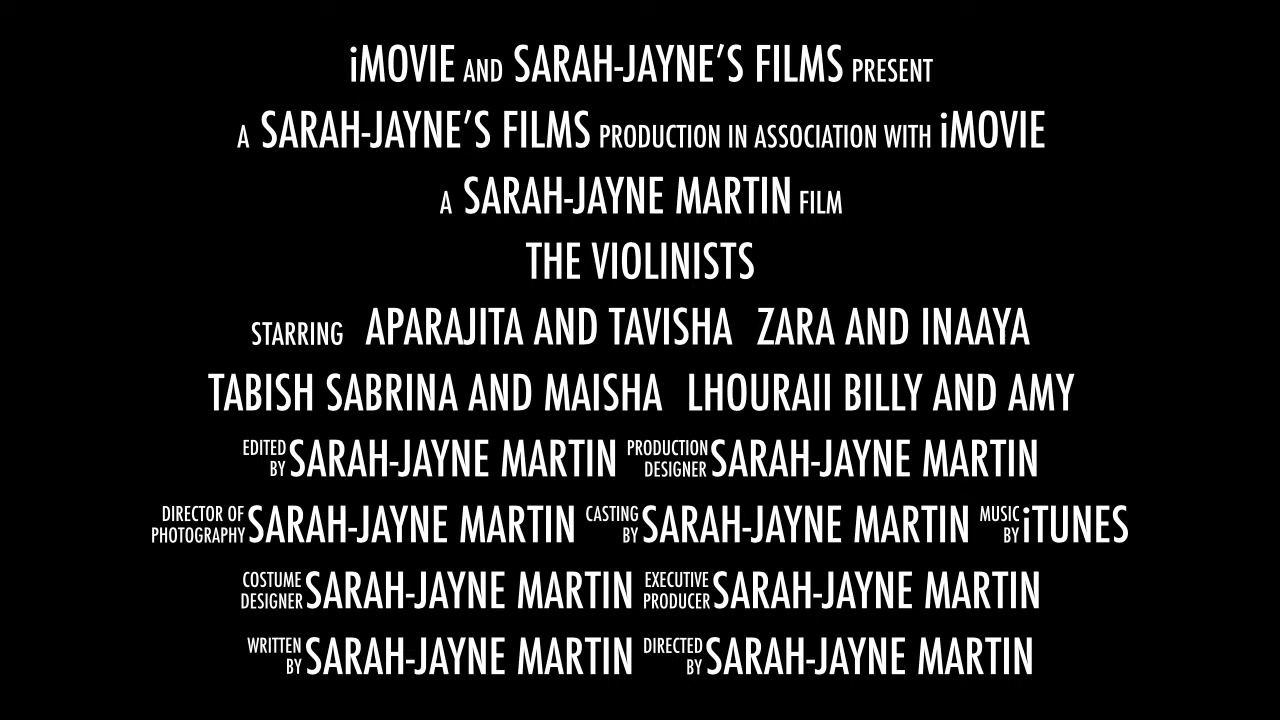 iMOVIE AND SARAH-JAYNE’S FILMS PRESENT
A SARAH-JAYNE’S FILMS PRODUCTION IN ASSOCIATION WITH iMOVIE
A SARAH-JAYNE MARTIN FILM
THE VIOLINISTS
STARRING APARAJITA AND TAVISHA ZARA AND INAAYA
TABISH SABRINA AND MAISHA LHOURAII BILLY AND AMY
EDITED BY SARAH-JAYNE MARTIN PRODUCTION DESIGNER SARAH-JAYNE MARTIN
DIRECTOR OF PHOTOGRAPHY SARAH-JAYNE MARTIN CASTING BY SARAH-JAYNE MARTIN MUSIC BY iTUNES
COSTUME DESIGNER SARAH-JAYNE MARTIN EXECUTIVE PRODUCER SARAH-JAYNE MARTIN
WRITTEN BY SARAH-JAYNE MARTIN DIRECTED BY SARAH-JAYNE MARTIN